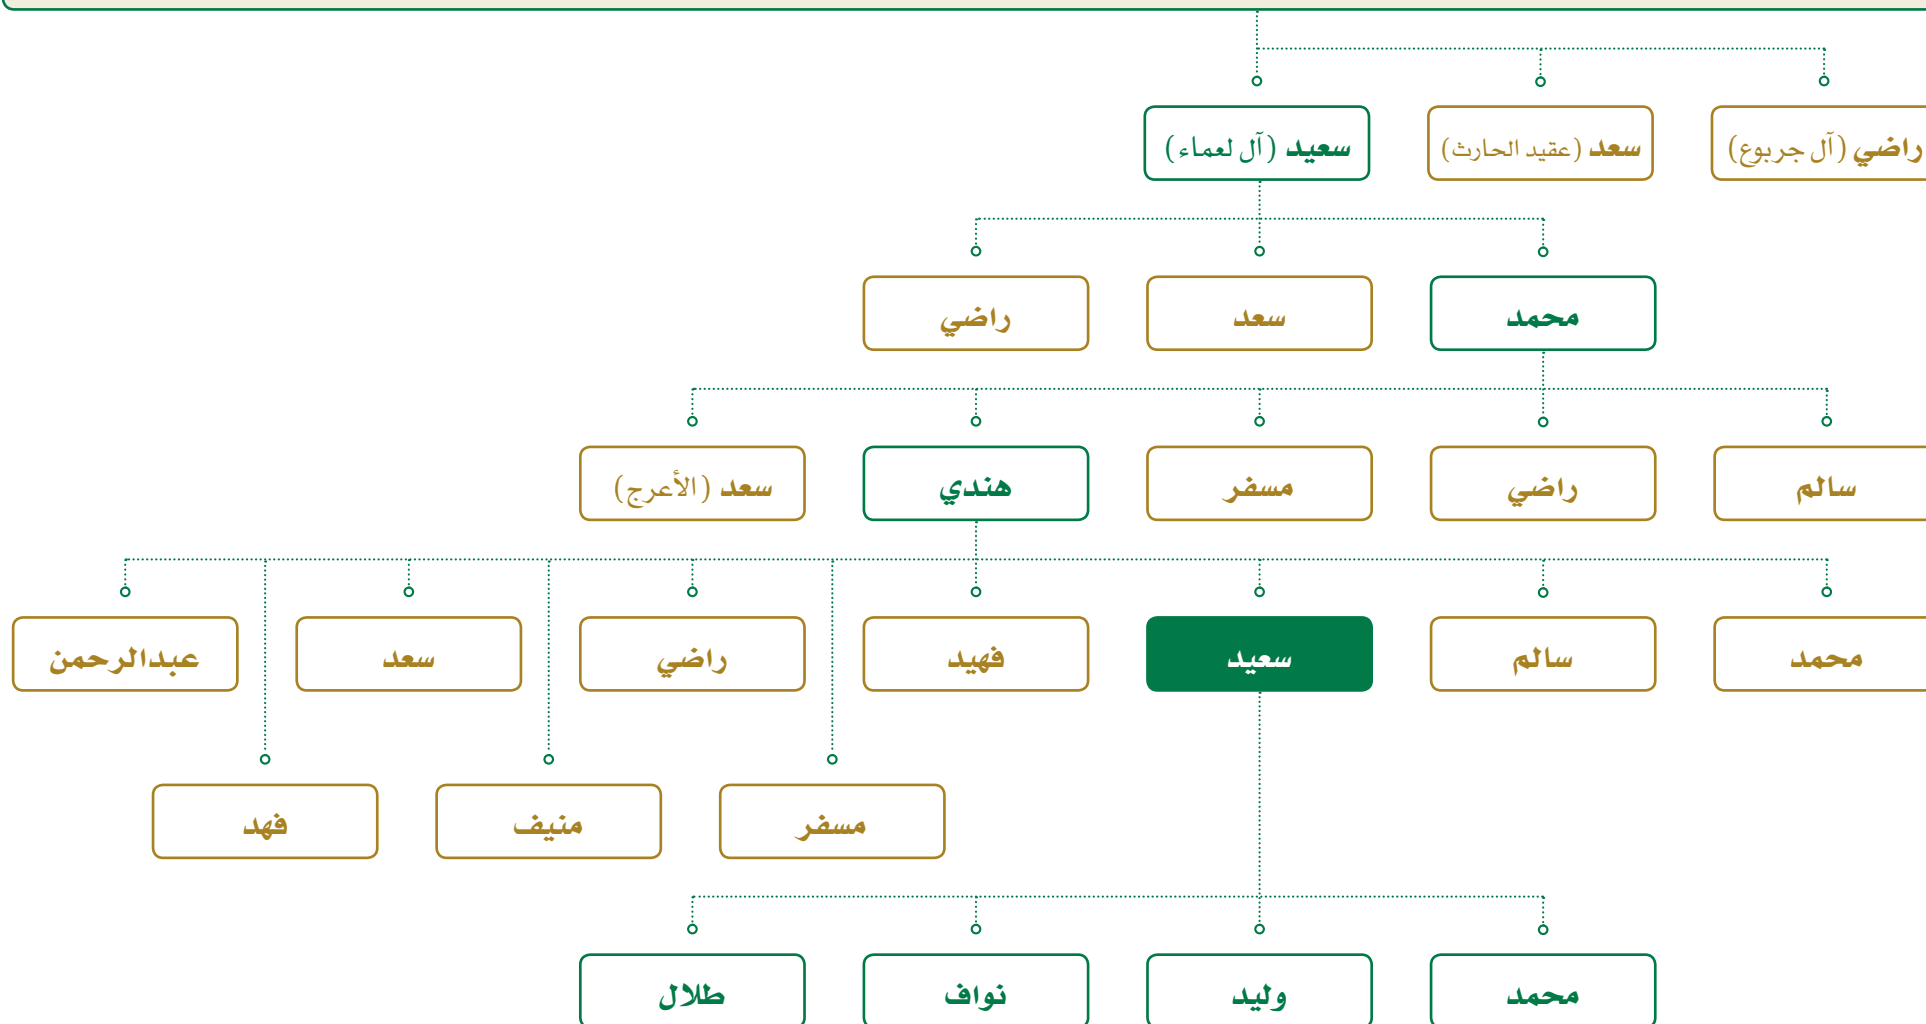 راضي (آل جربوع) سعد (عقيد الحارث) سعيد (آل لعماء)
محمد سعد راضي
سالم راضي مسفر هندي سعد (الأعرج)
محمد سالم سعيد فهيد راضي سعد عبدالرحمن
مسفر منيف فهد
محمد وليد نواف طلال